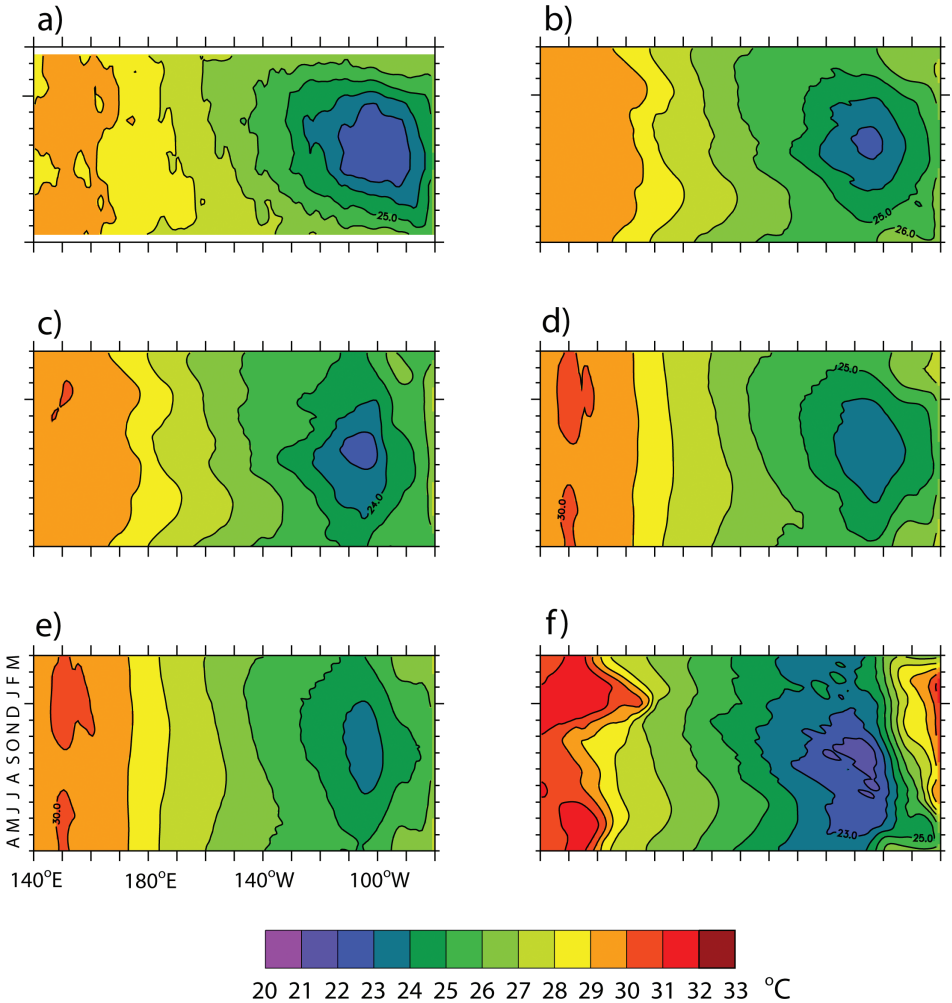 a)
b)
25.0
25.0
26.0
c)
d)
25.0
24.0
30.0
e)
f)
A M J J A S O N D J F M
30.0
23.0
25.0
140°E
180°E
140°W
100°W
20 21 22 23 24 25 26 27 28 29 30 31 32 33 °C